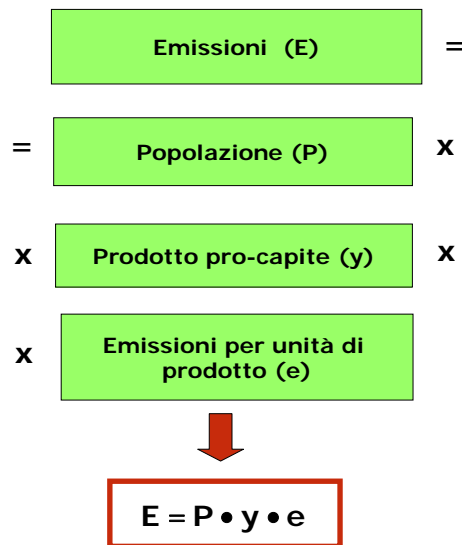 Emissioni (E) =
= Popolazione (P) x
x Prodotto pro-capite (y) x
x Emissioni per unità di
prodotto (e)
E = P • y • e